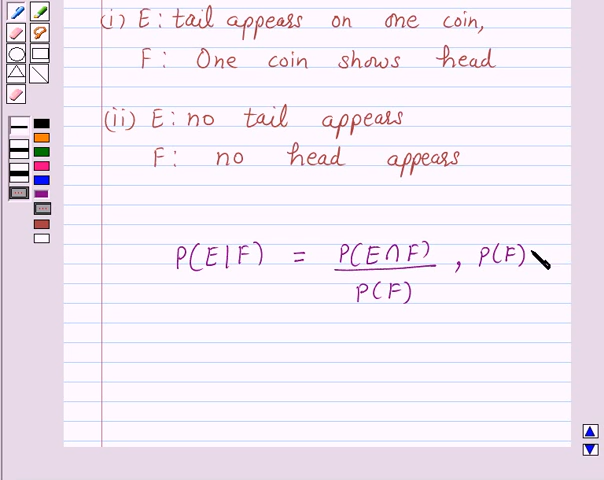 (i) E: tail appears on one coin,
F: One coin shows head
(ii) E: no tail appears
F: no head appears
P(E|F) = P(E∩F) / P(F), P(F)